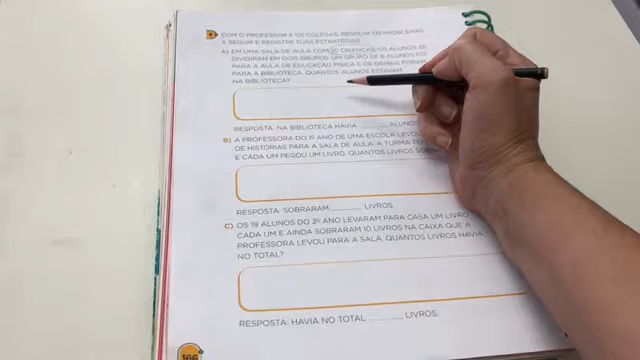 COM O PROFESSOR E OS COLEGAS, RESOLVA OS PROBLEMAS
A SEGUIR E REGISTRE SUAS ESTRATÉGIAS.
A) EM UMA SALA DE AULA COM 20 CRIANÇAS, OS ALUNOS SE
DIVIDIRAM EM DOIS GRUPOS. UM GRUPO DE 8 ALUNOS FOI
PARA A AULA DE EDUCAÇÃO FÍSICA E OS DEMAIS FORAM
PARA A BIBLIOTECA. QUANTOS ALUNOS ESTAVAM
NA BIBLIOTECA?
RESPOSTA: NA BIBLIOTECA HAVIA ______ ALUNOS
B) A PROFESSORA DO 1º ANO DE UMA ESCOLA LEVOU
DE HISTÓRIAS PARA A SALA DE AULA. A TURMA
E CADA UM PEGOU UM LIVRO. QUANTOS LIVROS
RESPOSTA: SOBRARAM ______ LIVROS.
C) OS 19 ALUNOS DO 2º ANO LEVARAM PARA CASA UM LIVRO
CADA UM E AINDA SOBRARAM 10 LIVROS NA CAIXA QUE A
PROFESSORA LEVOU PARA A SALA. QUANTOS LIVROS HAVIA
NO TOTAL?
RESPOSTA: HAVIA NO TOTAL ______ LIVROS.
166